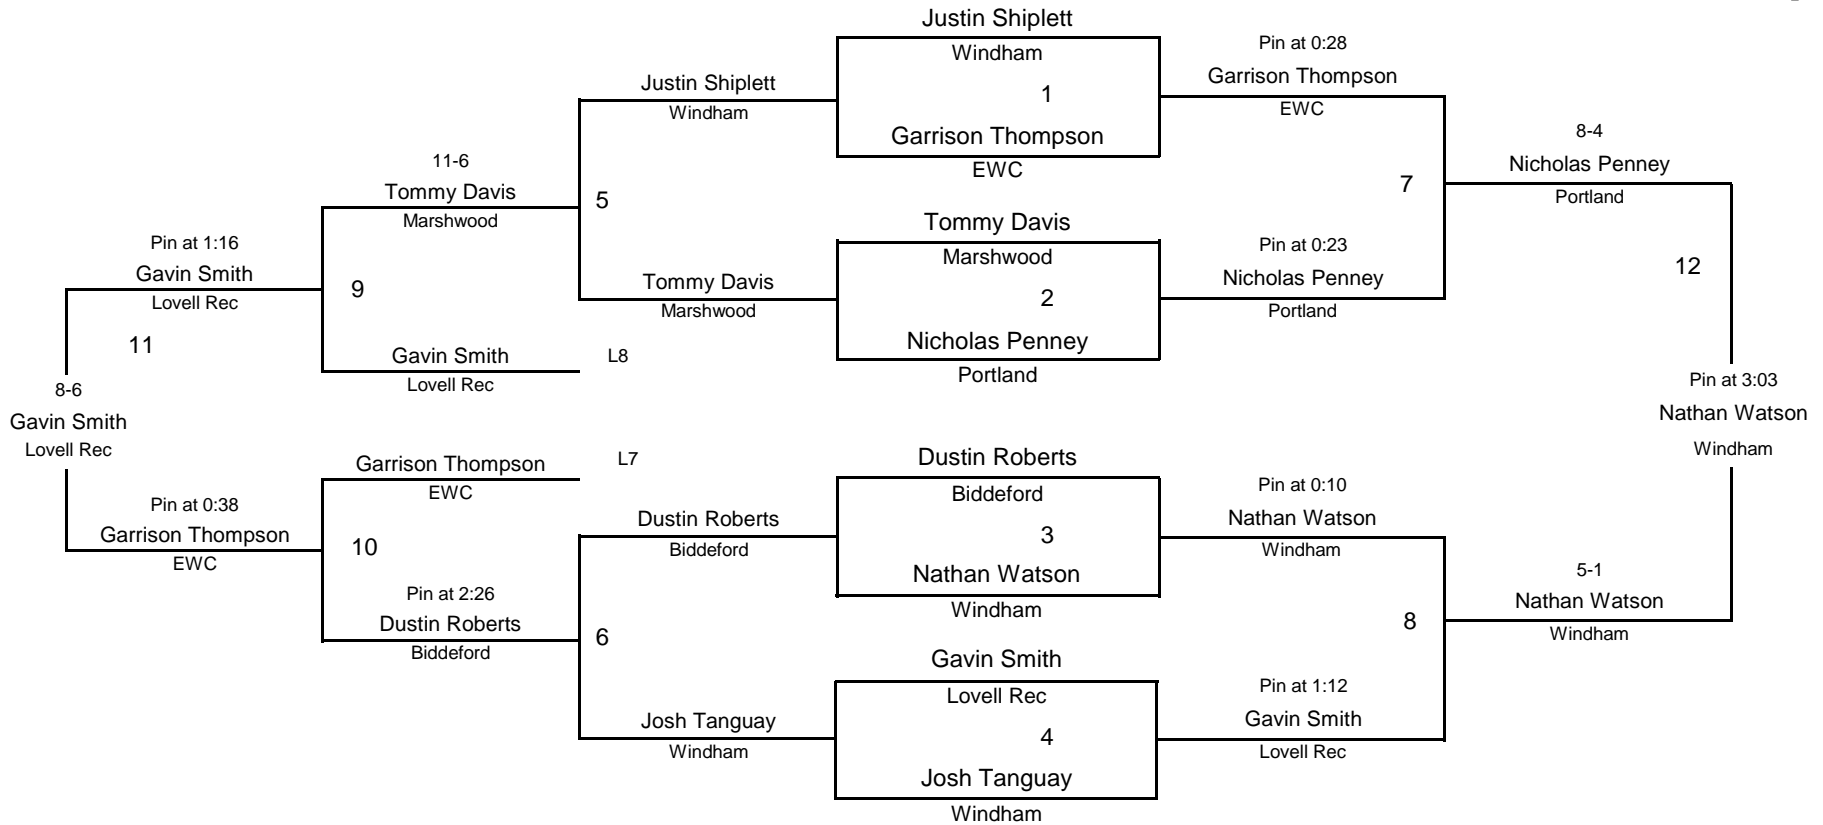 Justin Shiplett
Windham
1
Garrison Thompson
EWC
Tommy Davis
Marshwood
2
Nicholas Penney
Portland
Dustin Roberts
Biddeford
3
Nathan Watson
Windham
Gavin Smith
Lovell Rec
4
Josh Tanguay
Windham
Pin at 0:28
Garrison Thompson
EWC
7
Pin at 0:23
Nicholas Penney
Portland
Pin at 0:10
Nathan Watson
Windham
8
Pin at 1:12
Gavin Smith
Lovell Rec
8-4
Nicholas Penney
Portland
12
5-1
Nathan Watson
Windham
Pin at 3:03
Nathan Watson
Windham
Justin Shiplett
Windham
5
Tommy Davis
Marshwood
Dustin Roberts
Biddeford
6
Josh Tanguay
Windham
11-6
Tommy Davis
Marshwood
9
Gavin Smith
L8
Lovell Rec
Garrison Thompson
L7
EWC
10
Pin at 2:26
Dustin Roberts
Biddeford
Pin at 1:16
Gavin Smith
Lovell Rec
11
Pin at 0:38
Garrison Thompson
EWC
8-6
Gavin Smith
Lovell Rec